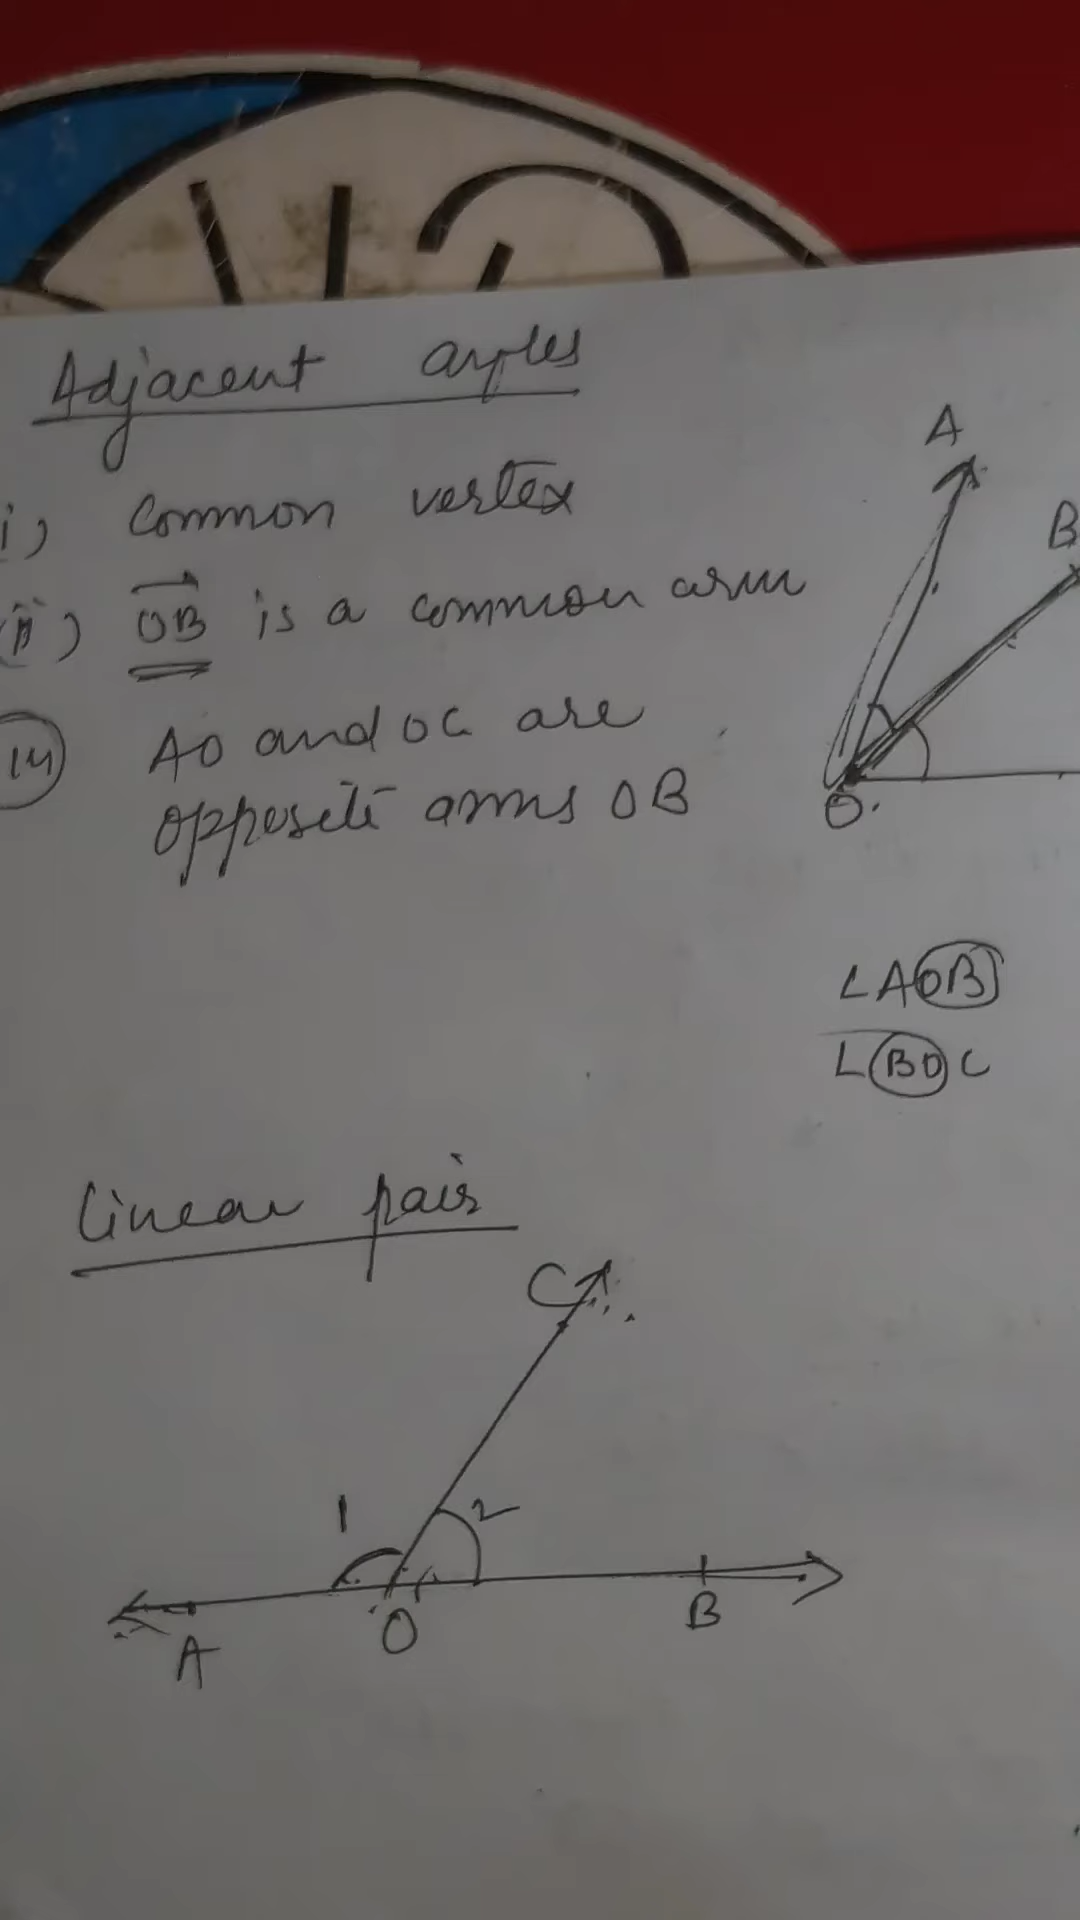 Adjacent angles
i) Common vertex
(ii) OB is a common arm
AO and OC are
opposite arms OB
A
B
O
∠AOB
∠BOC
Linear pair
C
1
2
A
O
B